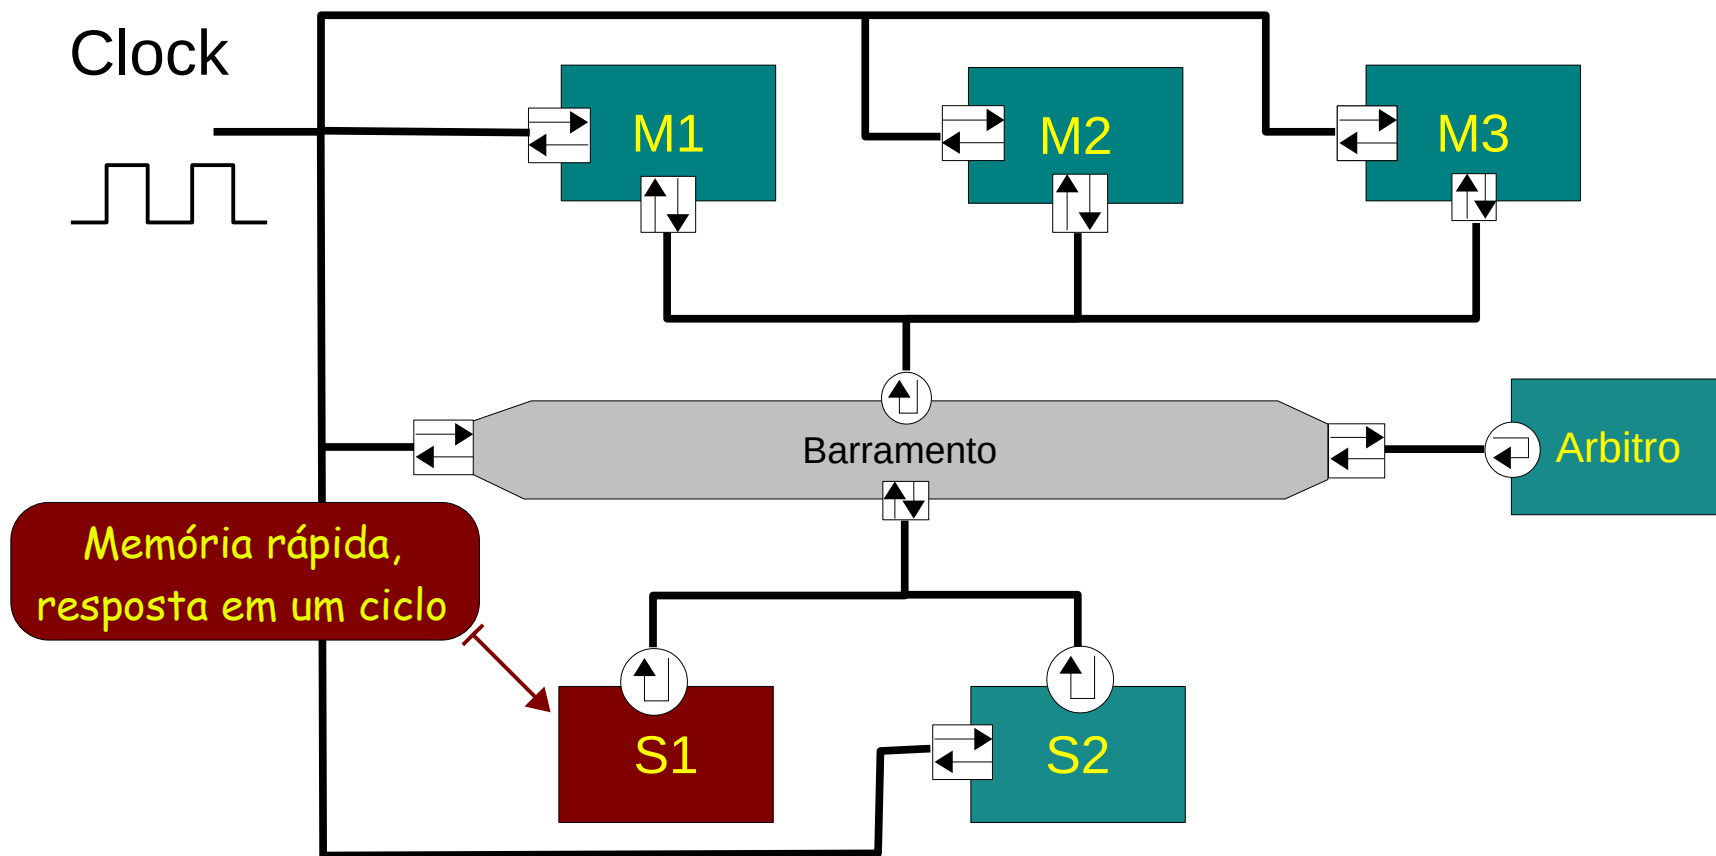 Clock
M1
M2
M3
Barramento
Arbitro
Memória rápida,
resposta em um ciclo
S1
S2